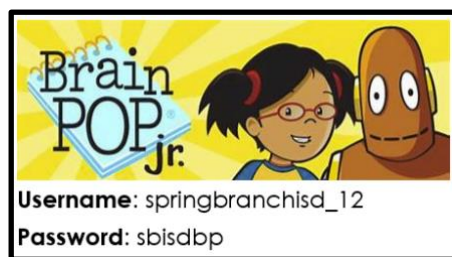 Brain
POP®
jr.
Username: springbranchisd_12
Password: sbisdbp